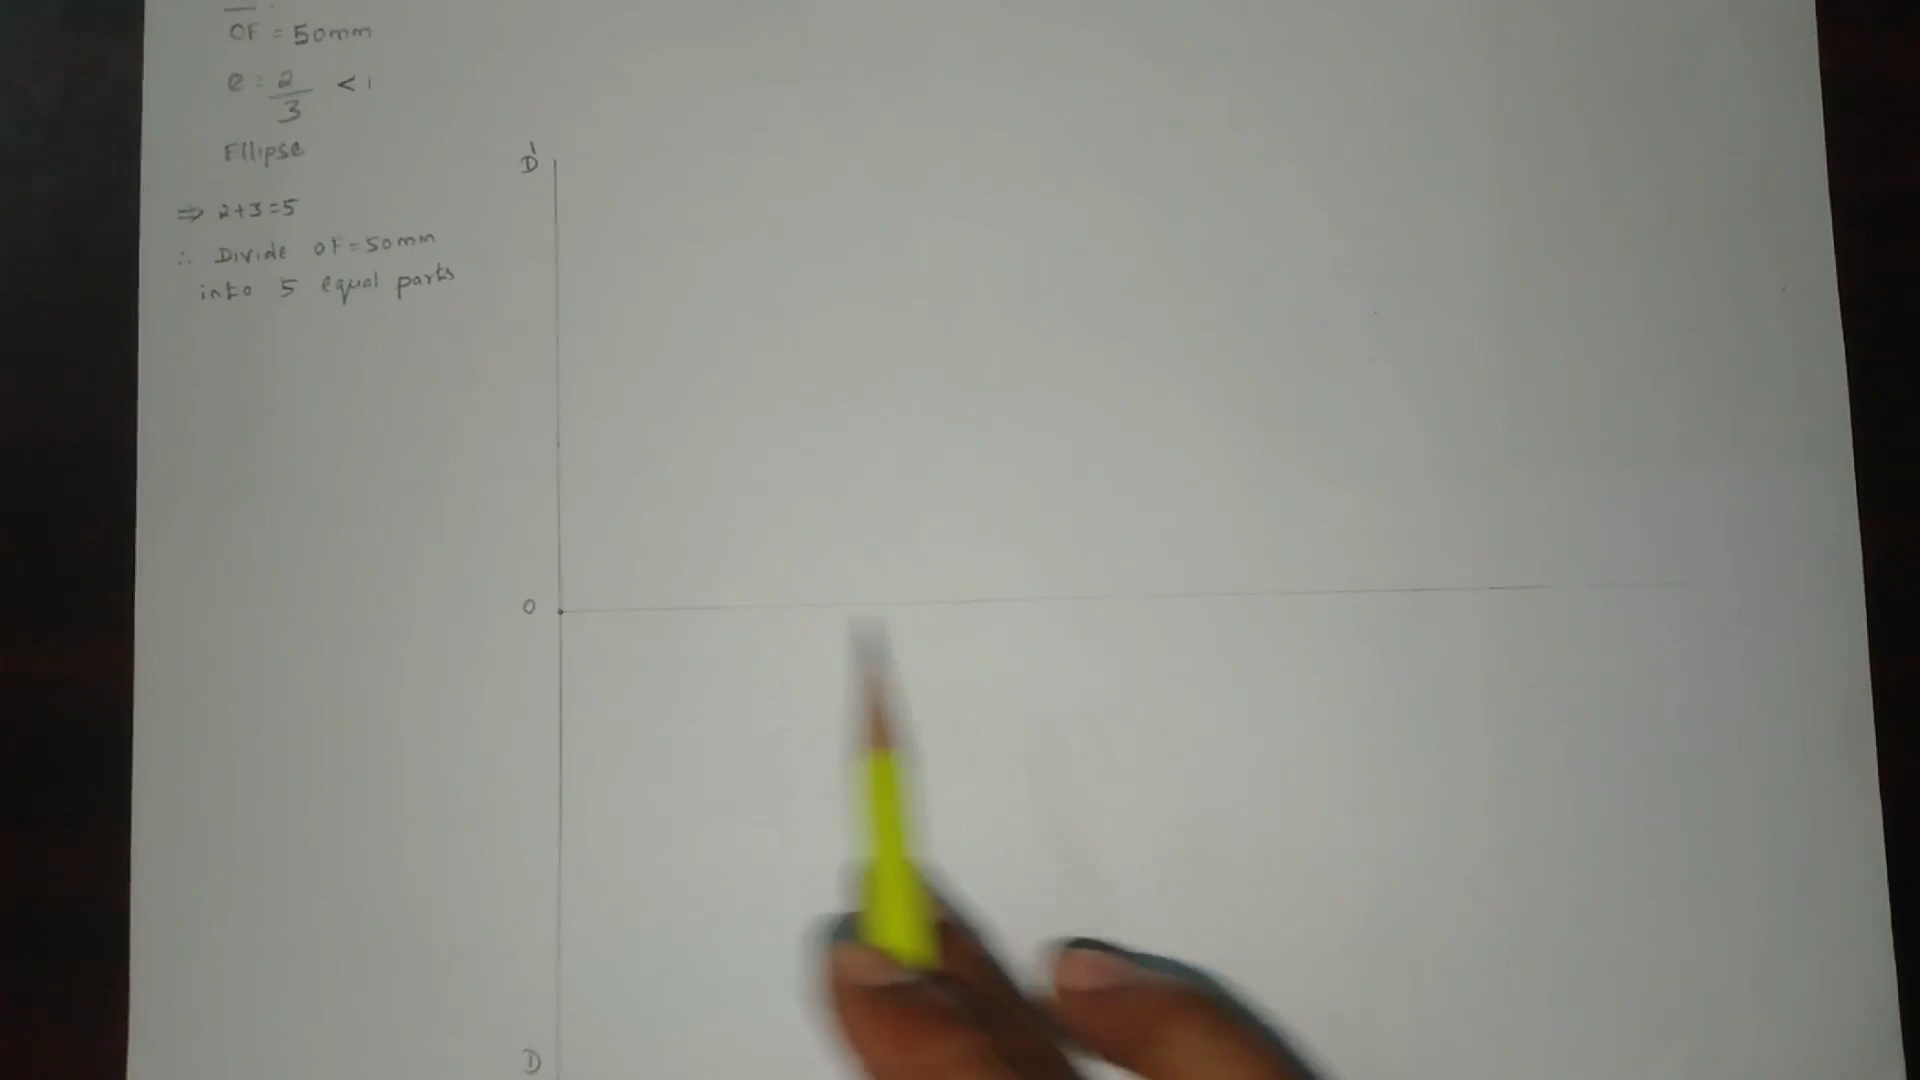 OF = 50mm
e = 2/3 < 1
Ellipse
⇒ 2+3=5
∴ Divide OF=50mm
into 5 equal parts
D'
O
D